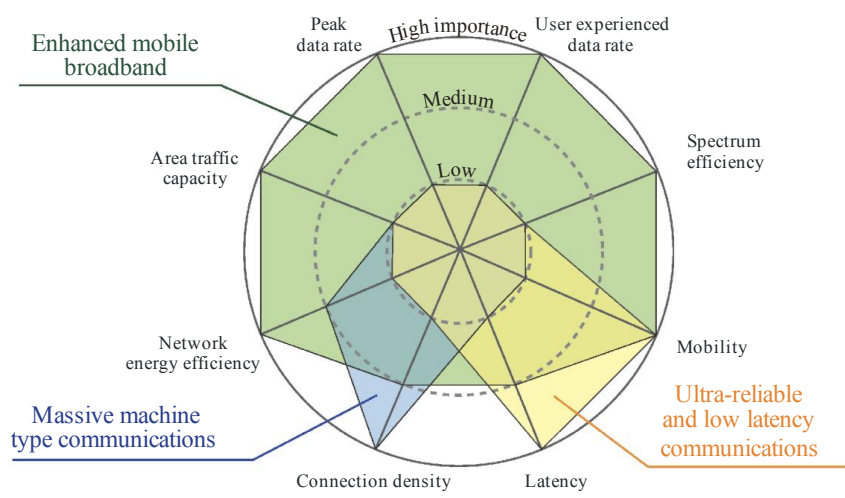 Peak
data rate
High importance
User experienced
data rate
Enhanced mobile
broadband
Medium
Area traffic
capacity
Spectrum
efficiency
Low
Network
energy efficiency
Mobility
Massive machine
type communications
Ultra-reliable
and low latency
communications
Connection density
Latency